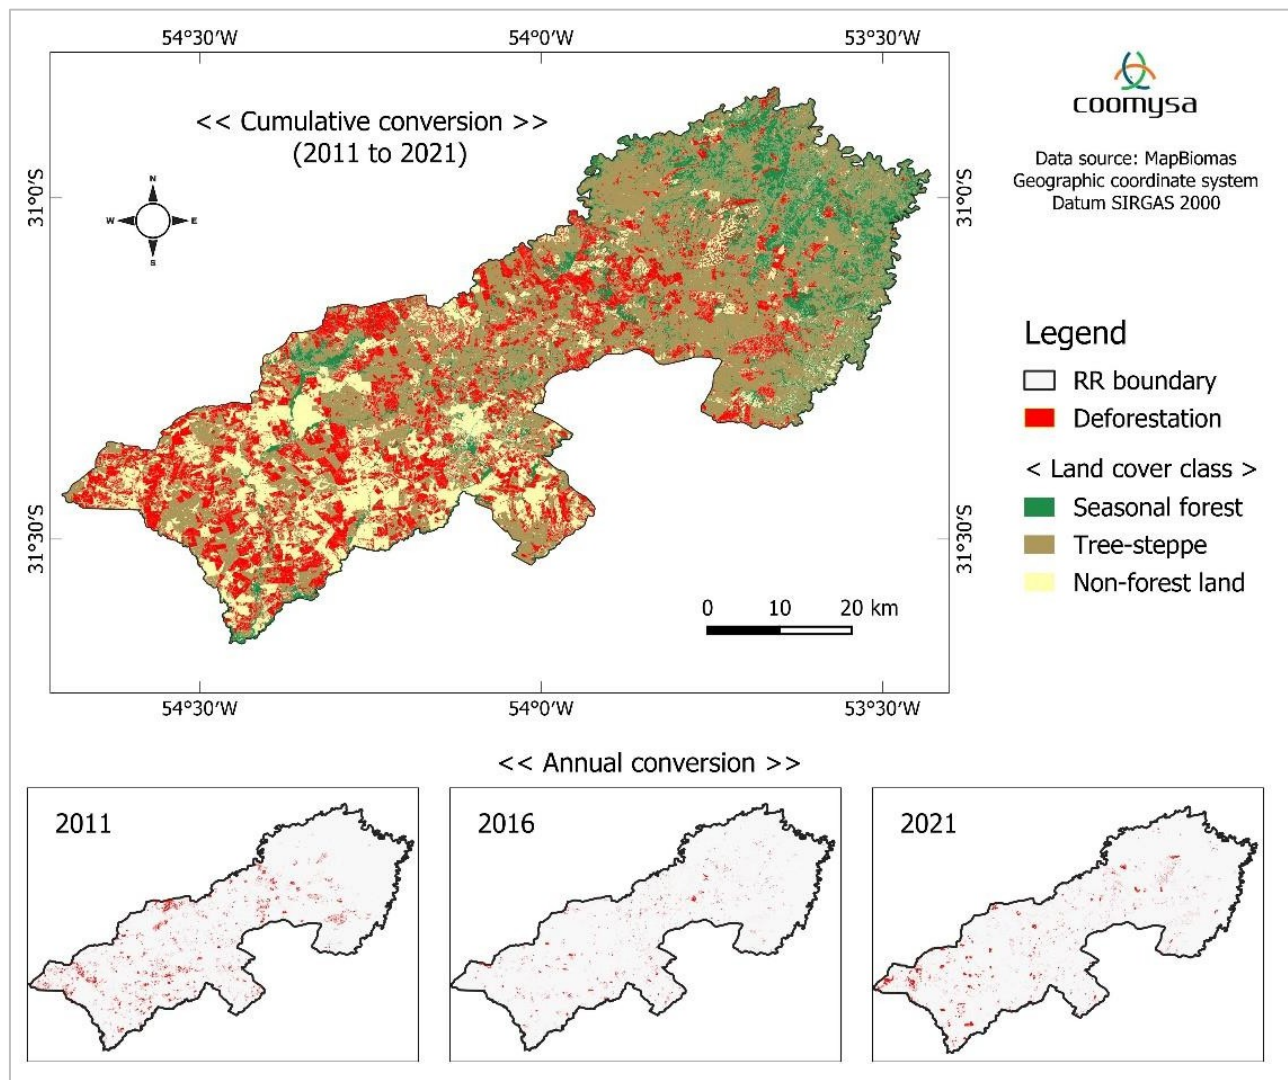 54°30′W 54°0′W 53°30′W
<< Cumulative conversion >>
(2011 to 2021)
N
W E
S
31°0′S
31°0′S
31°30′S
31°30′S
0 10 20 km
54°30′W 54°0′W 53°30′W
coomysa
Data source: MapBiomas
Geographic coordinate system
Datum SIRGAS 2000
Legend
RR boundary
Deforestation
< Land cover class >
Seasonal forest
Tree-steppe
Non-forest land
<< Annual conversion >>
2011
2016
2021